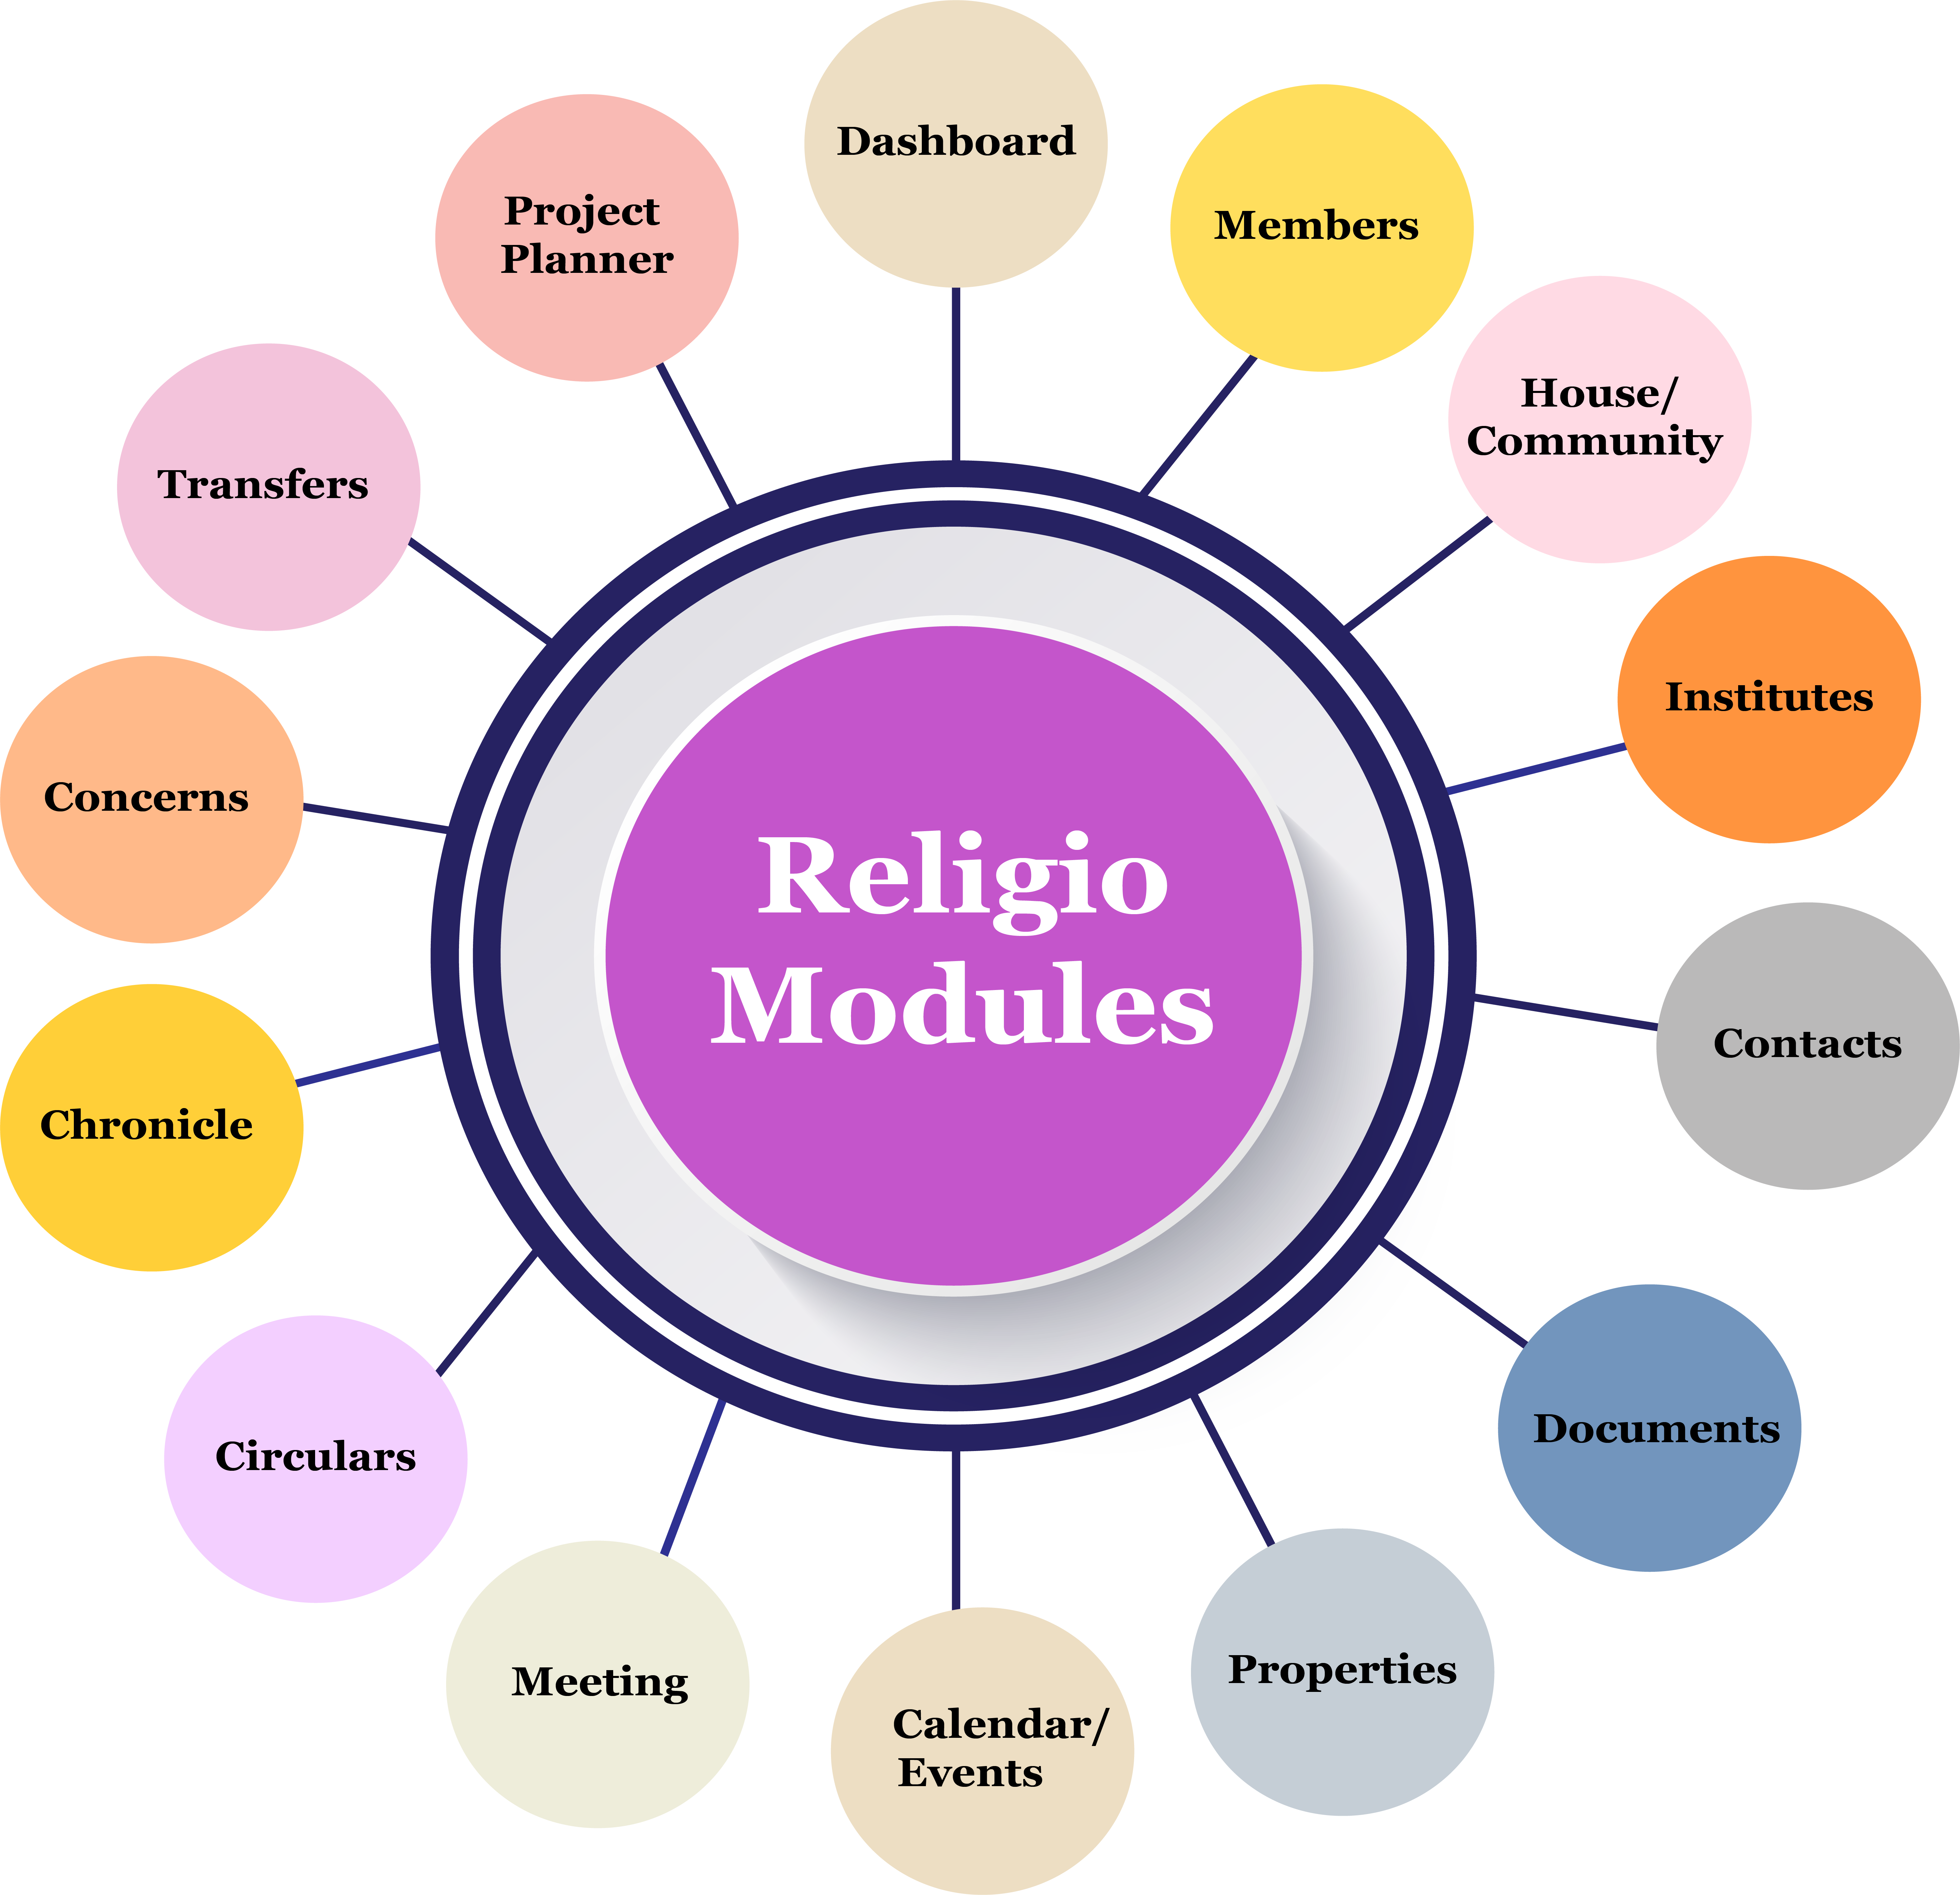 Dashboard
Members
House/
Community
Institutes
Contacts
Documents
Properties
Calendar/
Events
Meeting
Circulars
Chronicle
Concerns
Transfers
Project
Planner
Religio
Modules